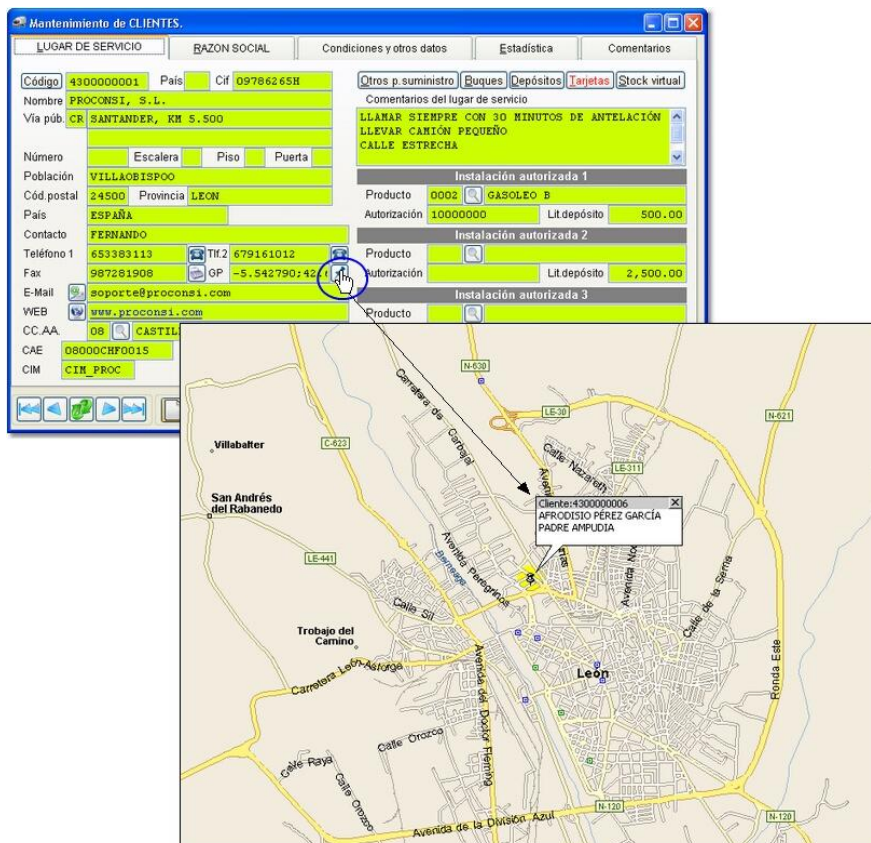 Mantenimiento de CLIENTES.
LUGAR DE SERVICIO RAZON SOCIAL Condiciones y otros datos Estadística Comentarios
Código 4300000001 País Cif 09786265H
Nombre PROCONSI, S.L.
Vía púb. CR SANTANDER, KM 5.500
Número Escalera Piso Puerta
Población VILLAOBISPOO
Cód.postal 24500 Provincia LEON
País ESPAÑA
Contacto FERNANDO
Teléfono 1 653383113 Tlf.2 679161012
Fax 987281908 GP -5.542790;42.
E-Mail soporte@proconsi.com
WEB www.proconsi.com
CC.AA. 08 CASTIL
CAE 08000CHF0015
CIM CIM_PROC
Otros p.suministro Buques Depósitos Tarjetas Stock virtual
Comentarios del lugar de servicio
LLAMAR SIEMPRE CON 30 MINUTOS DE ANTELACIÓN
LLEVAR CAMIÓN PEQUEÑO
CALLE ESTRECHA
Instalación autorizada 1
Producto 0002 GASOLEO B
Autorización 10000000 Lit.depósito 500.00
Instalación autorizada 2
Producto
Autorización Lit.depósito 2,500.00
Instalación autorizada 3
Producto
N-630
Carretera de Carbajal
LE-30
N-621
Villabalter
C-623
Calle Nazareth
LE-311
San Andrés
del Rabanedo
Cliente:4300000006
AFRODISIO PÉREZ GARCÍA
PADRE AMPUDIA
LE-441
Bernesga
Avenida Peregrinos
Calle de la Serna
Calle Sil
Trobajo del
Camino
León
Ronda Este
Carretera León-Astorga
Avenida del Doctor Fléming
Calle Orozco
Calle Raya
Calle Orozco
N-120
N-120
Avenida de la División Azul